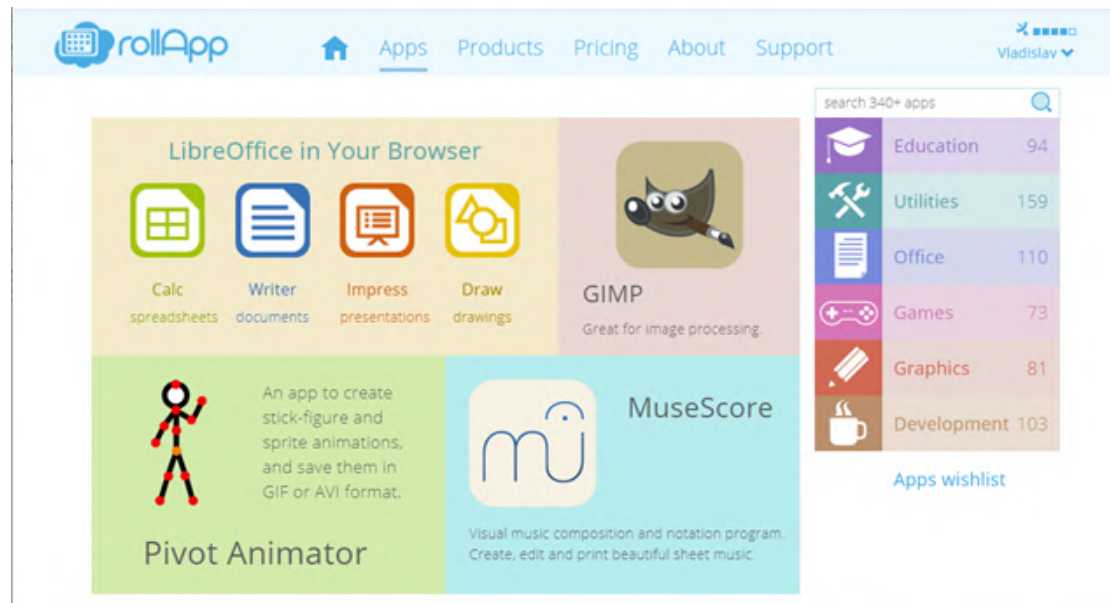 rollApp
Apps Products Pricing About Support
Vladislav
search 340+ apps
LibreOffice in Your Browser
Calc
spreadsheets
Writer
documents
Impress
presentations
Draw
drawings
GIMP
Great for image processing.
An app to create
stick-figure and
sprite animations,
and save them in
GIF or AVI format.
Pivot Animator
mu
MuseScore
Visual music composition and notation program.
Create, edit and print beautiful sheet music.
Education 94
Utilities 159
Office 110
Games 73
Graphics 81
Development 103
Apps wishlist